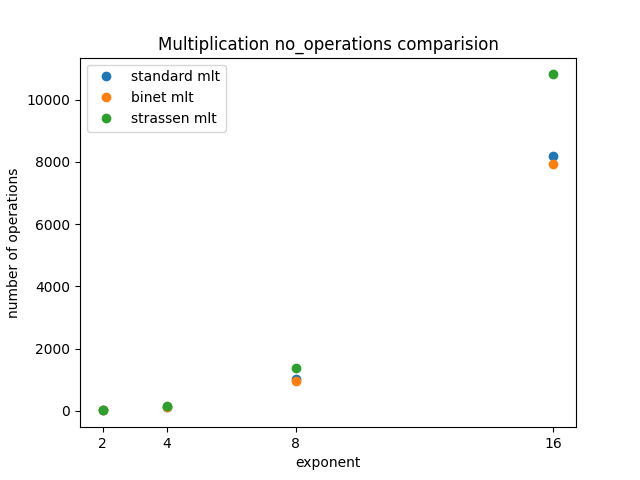 Multiplication no_operations comparision
standard mlt
binet mlt
strassen mlt
number of operations
10000
8000
6000
4000
2000
0
2 4 8 16
exponent